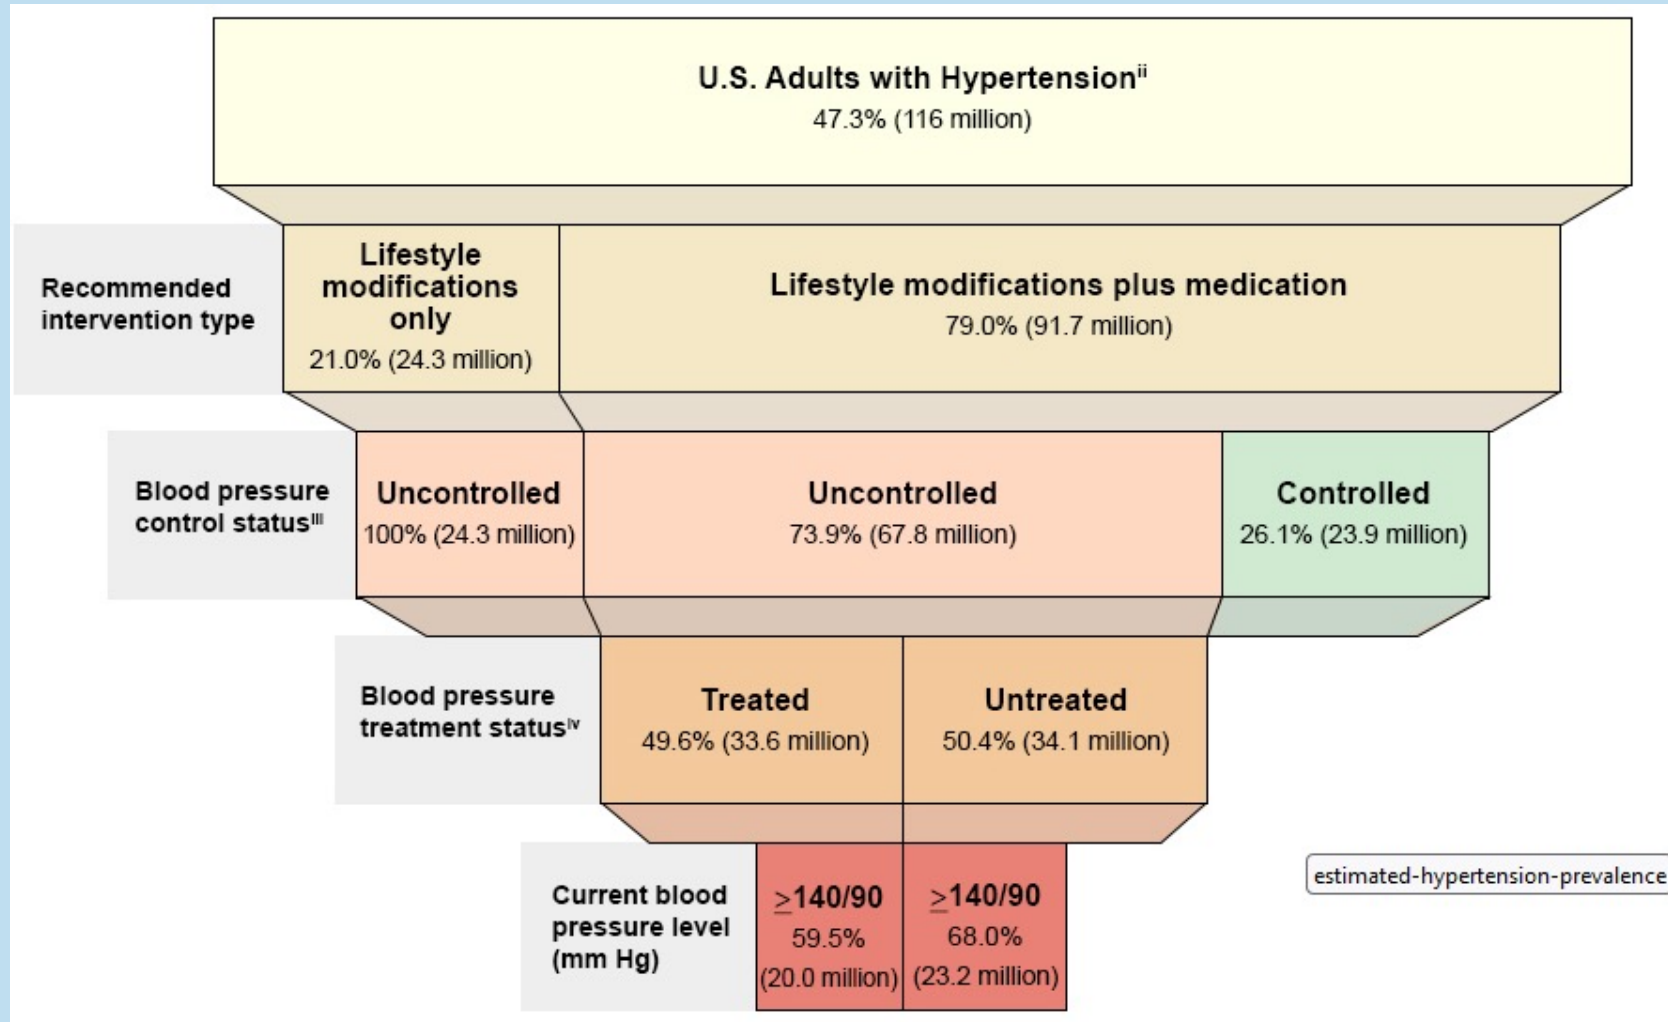 U.S. Adults with Hypertensionⁱⁱ
47.3% (116 million)
Recommended
intervention type
Lifestyle
modifications
only
21.0% (24.3 million)
Lifestyle modifications plus medication
79.0% (91.7 million)
Blood pressure
control statusⁱⁱⁱ
Uncontrolled
100% (24.3 million)
Uncontrolled
73.9% (67.8 million)
Controlled
26.1% (23.9 million)
Blood pressure
treatment statusⁱᵛ
Treated
49.6% (33.6 million)
Untreated
50.4% (34.1 million)
Current blood
pressure level
(mm Hg)
≥140/90
59.5%
(20.0 million)
≥140/90
68.0%
(23.2 million)
estimated-hypertension-prevalence